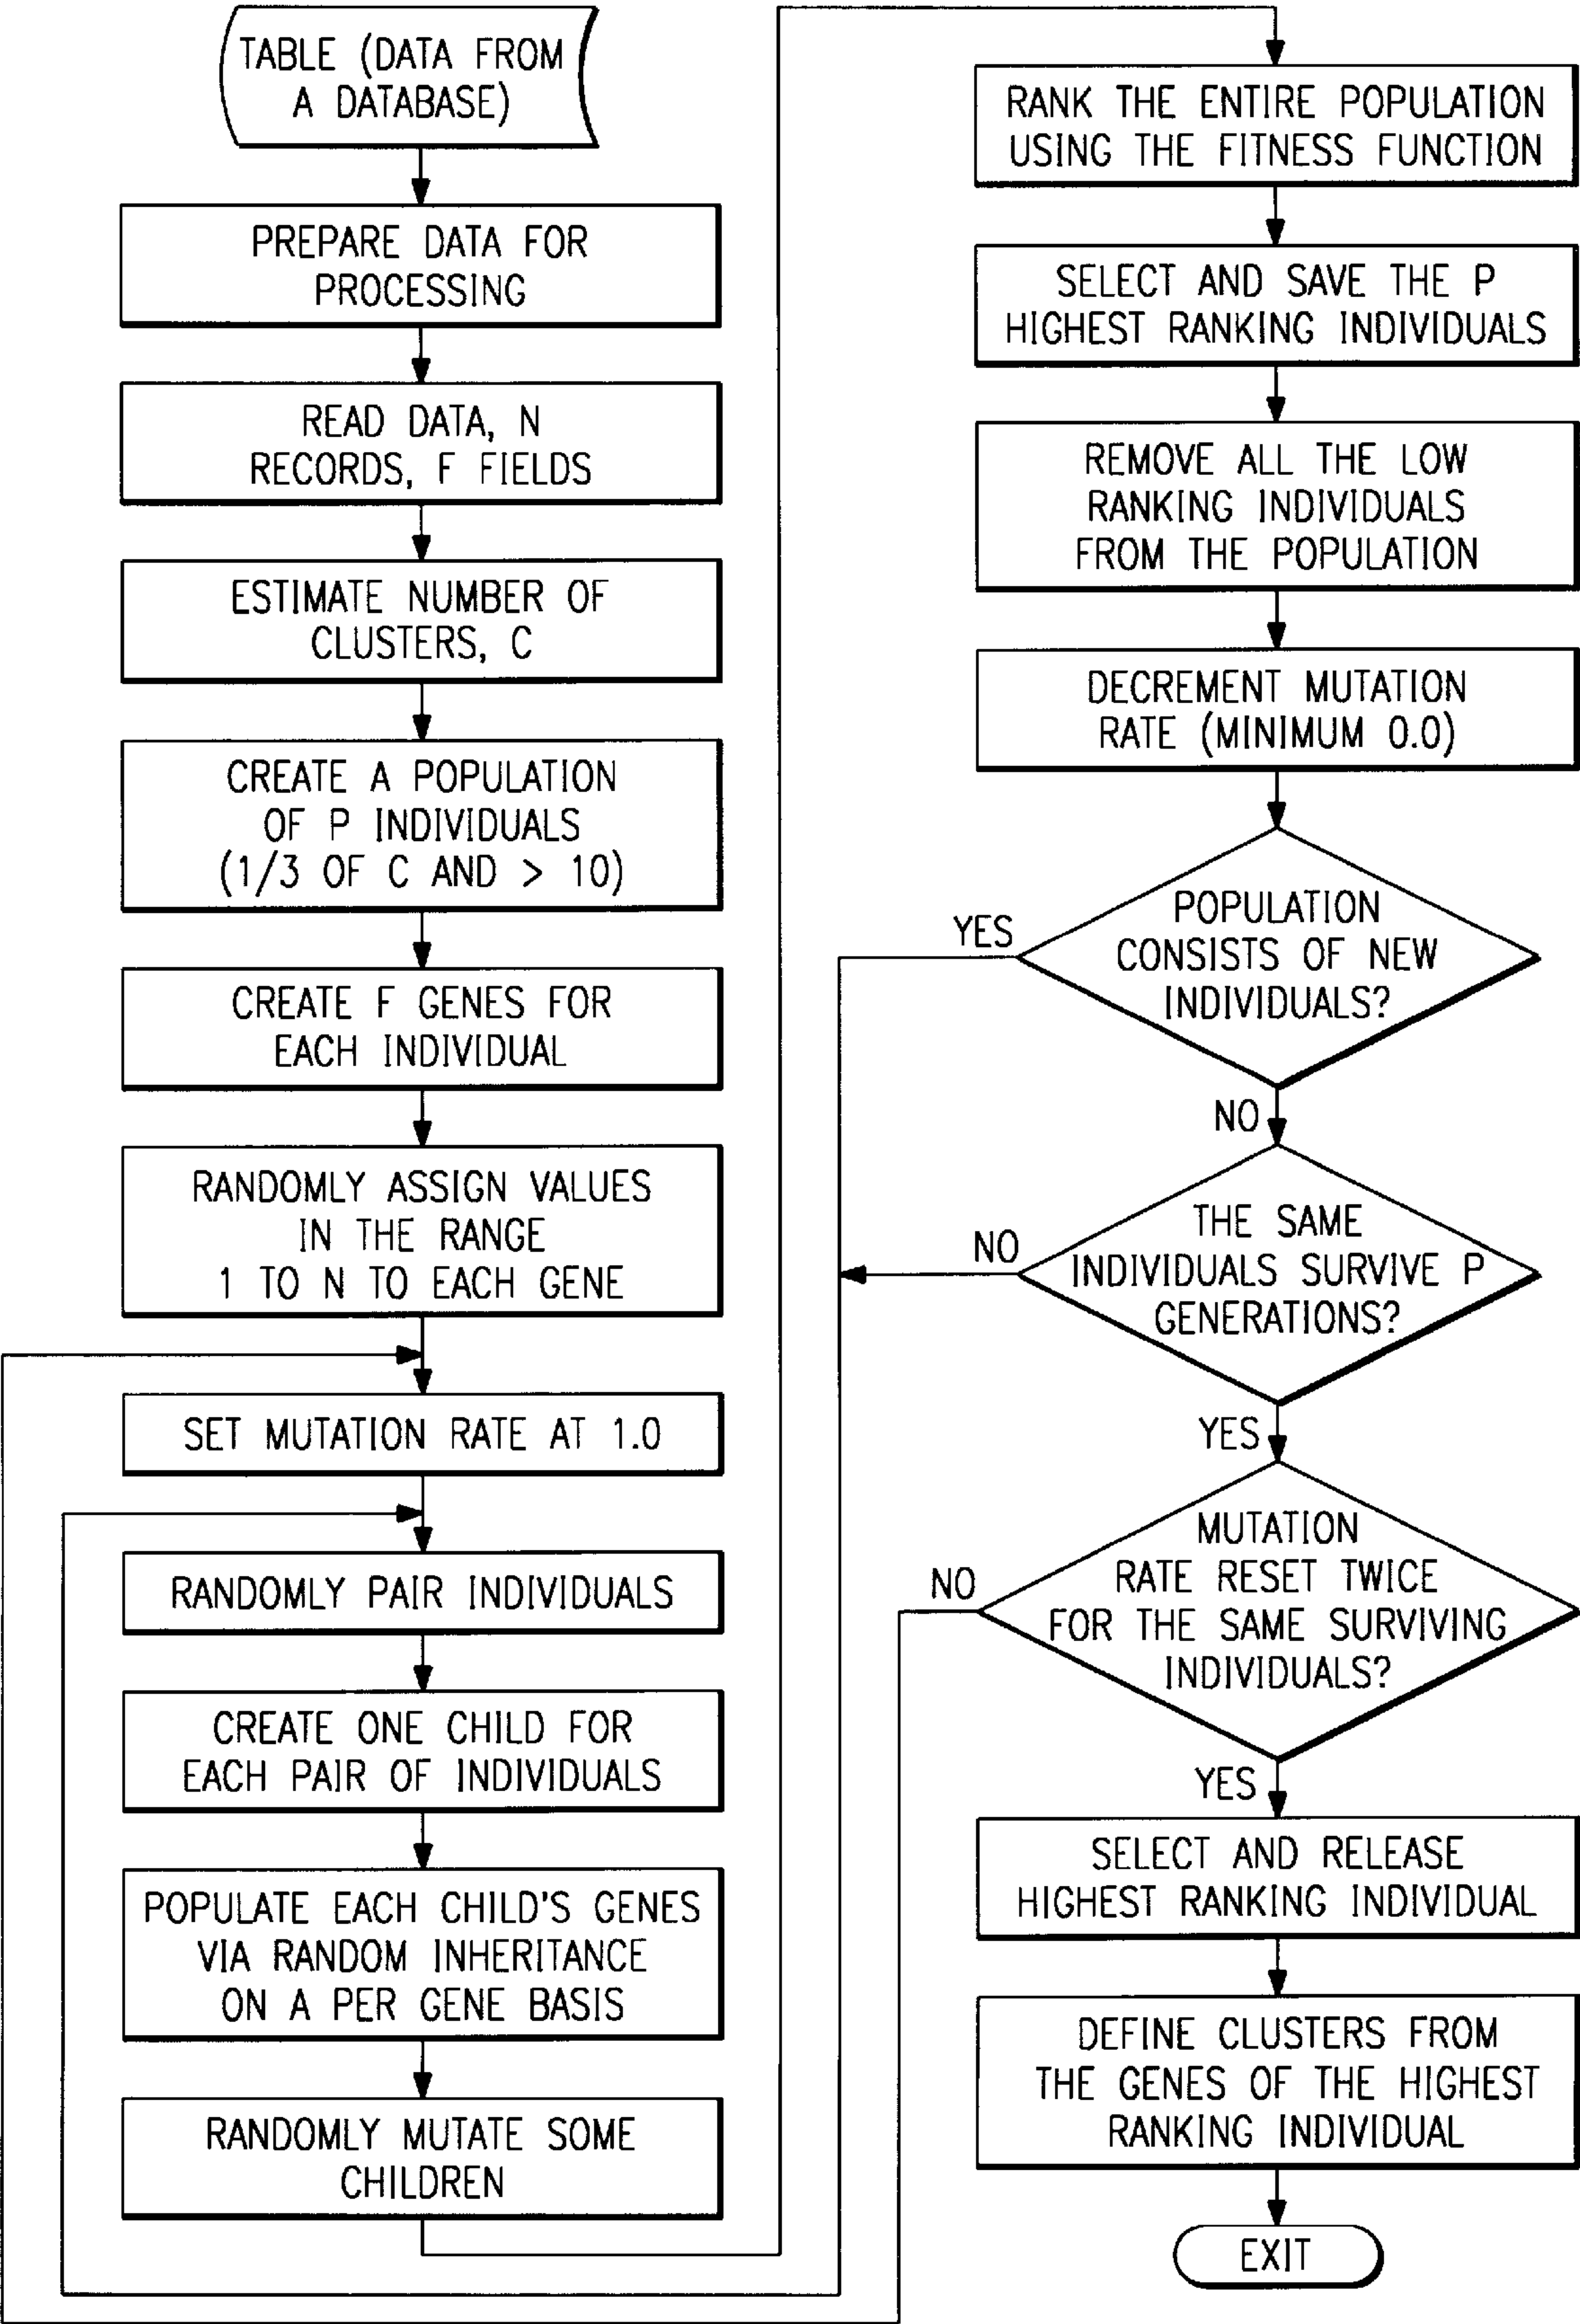 TABLE (DATA FROM
A DATABASE)
PREPARE DATA FOR
PROCESSING
READ DATA, N
RECORDS, F FIELDS
ESTIMATE NUMBER OF
CLUSTERS, C
CREATE A POPULATION
OF P INDIVIDUALS
(1/3 OF C AND > 10)
CREATE F GENES FOR
EACH INDIVIDUAL
RANDOMLY ASSIGN VALUES
IN THE RANGE
1 TO N TO EACH GENE
SET MUTATION RATE AT 1.0
RANDOMLY PAIR INDIVIDUALS
CREATE ONE CHILD FOR
EACH PAIR OF INDIVIDUALS
POPULATE EACH CHILD'S GENES
VIA RANDOM INHERITANCE
ON A PER GENE BASIS
RANDOMLY MUTATE SOME
CHILDREN
RANK THE ENTIRE POPULATION
USING THE FITNESS FUNCTION
SELECT AND SAVE THE P
HIGHEST RANKING INDIVIDUALS
REMOVE ALL THE LOW
RANKING INDIVIDUALS
FROM THE POPULATION
DECREMENT MUTATION
RATE (MINIMUM 0.0)
POPULATION
CONSISTS OF NEW
INDIVIDUALS?
YES
NO
THE SAME
INDIVIDUALS SURVIVE P
GENERATIONS?
NO
YES
MUTATION
RATE RESET TWICE
FOR THE SAME SURVIVING
INDIVIDUALS?
NO
YES
SELECT AND RELEASE
HIGHEST RANKING INDIVIDUAL
DEFINE CLUSTERS FROM
THE GENES OF THE HIGHEST
RANKING INDIVIDUAL
EXIT